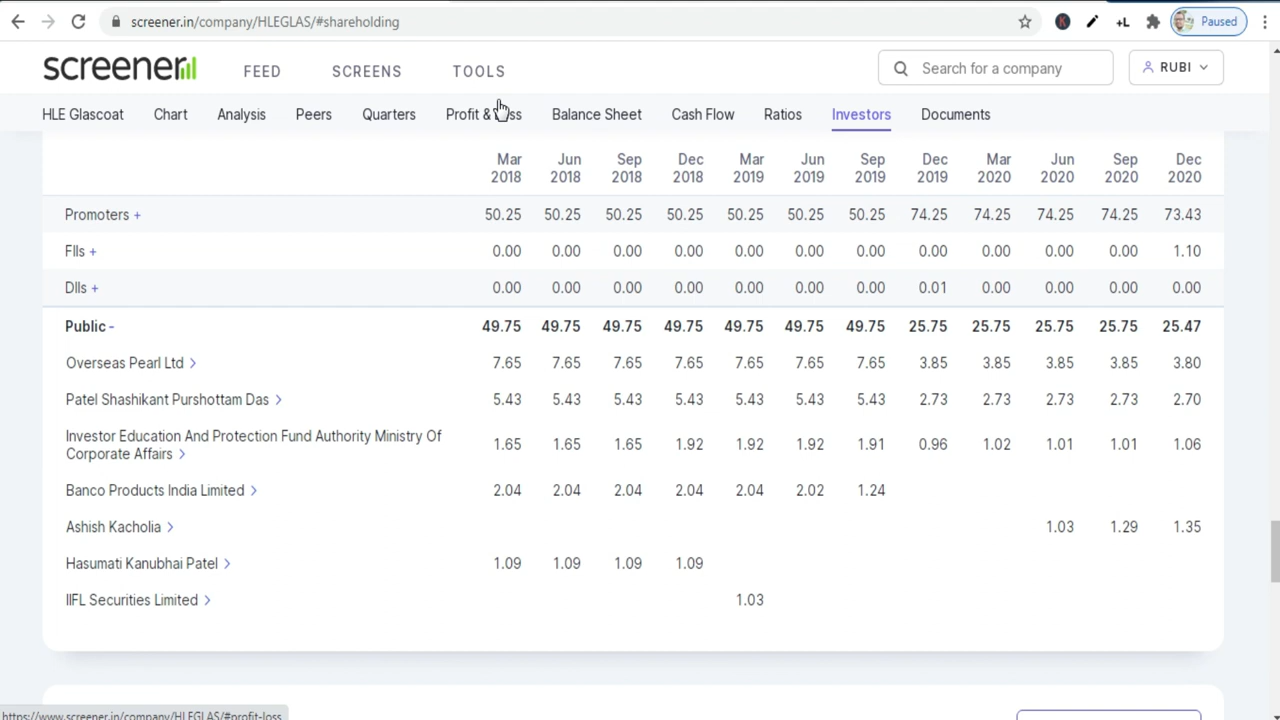 screener.in/company/HLEGLAS/#shareholding
+L
Paused
screener
FEED
SCREENS
TOOLS
Search for a company
RUBI
HLE Glascoat
Chart
Analysis
Peers
Quarters
Profit & Loss
Balance Sheet
Cash Flow
Ratios
Investors
Documents
Mar 2018 Jun 2018 Sep 2018 Dec 2018 Mar 2019 Jun 2019 Sep 2019 Dec 2019 Mar 2020 Jun 2020 Sep 2020 Dec 2020
Promoters + 50.25 50.25 50.25 50.25 50.25 50.25 50.25 74.25 74.25 74.25 74.25 73.43
FIIs + 0.00 0.00 0.00 0.00 0.00 0.00 0.00 0.00 0.00 0.00 0.00 1.10
DIIs + 0.00 0.00 0.00 0.00 0.00 0.00 0.00 0.01 0.00 0.00 0.00 0.00
Public - 49.75 49.75 49.75 49.75 49.75 49.75 49.75 25.75 25.75 25.75 25.75 25.47
Overseas Pearl Ltd > 7.65 7.65 7.65 7.65 7.65 7.65 7.65 3.85 3.85 3.85 3.85 3.80
Patel Shashikant Purshottam Das > 5.43 5.43 5.43 5.43 5.43 5.43 5.43 2.73 2.73 2.73 2.73 2.70
Investor Education And Protection Fund Authority Ministry Of
Corporate Affairs > 1.65 1.65 1.65 1.92 1.92 1.92 1.91 0.96 1.02 1.01 1.01 1.06
Banco Products India Limited > 2.04 2.04 2.04 2.04 2.04 2.02 1.24
Ashish Kacholia > 1.03 1.29 1.35
Hasumati Kanubhai Patel > 1.09 1.09 1.09 1.09
IIFL Securities Limited > 1.03
https://www.screener.in/company/HLEGLAS/#profit-loss